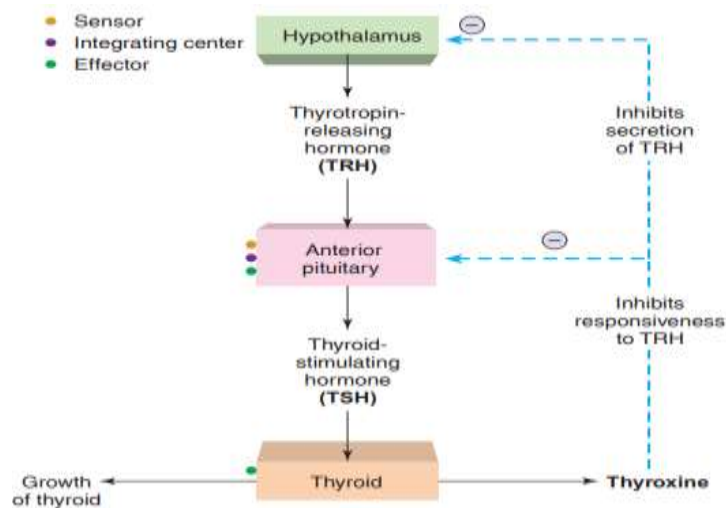 Sensor
Integrating center
Effector
Hypothalamus
Thyrotropin-
releasing
hormone
(TRH)
Inhibits
secretion
of TRH
Anterior
pituitary
Inhibits
responsiveness
to TRH
Thyroid-
stimulating
hormone
(TSH)
Growth
of thyroid
Thyroid
Thyroxine